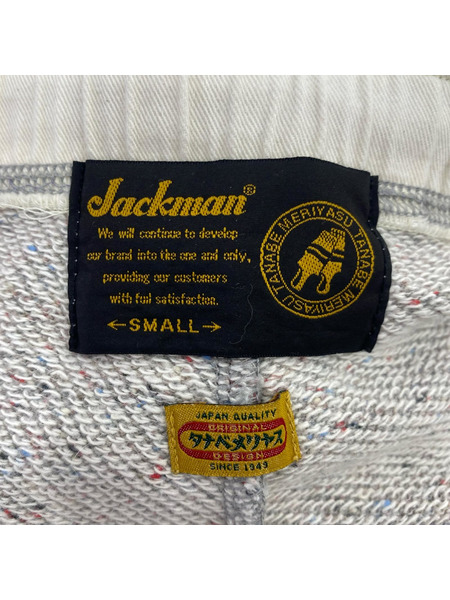 Jackman®
We will continue to develop
our brand into the one and only,
providing our customers
with full satisfaction.
←SMALL→
TANABE MERIYASU TANABE MERIYASU
JAPAN QUALITY
ORIGINAL
タナベメリヤス
DESIGN
SINCE 1949